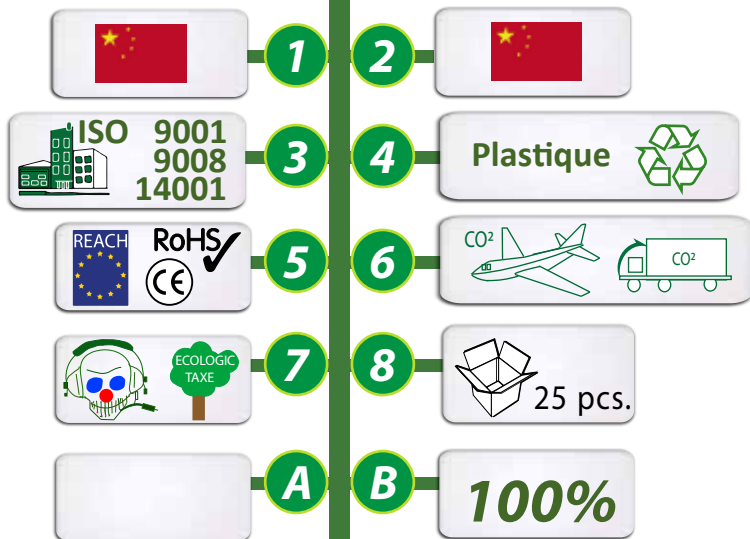 1
2
ISO 9001
9008
14001
3
4
Plastique
REACH
RoHS
CE
5
6
CO²
CO²
ECOLOGIC
TAXE
7
8
25 pcs.
A
B
100%